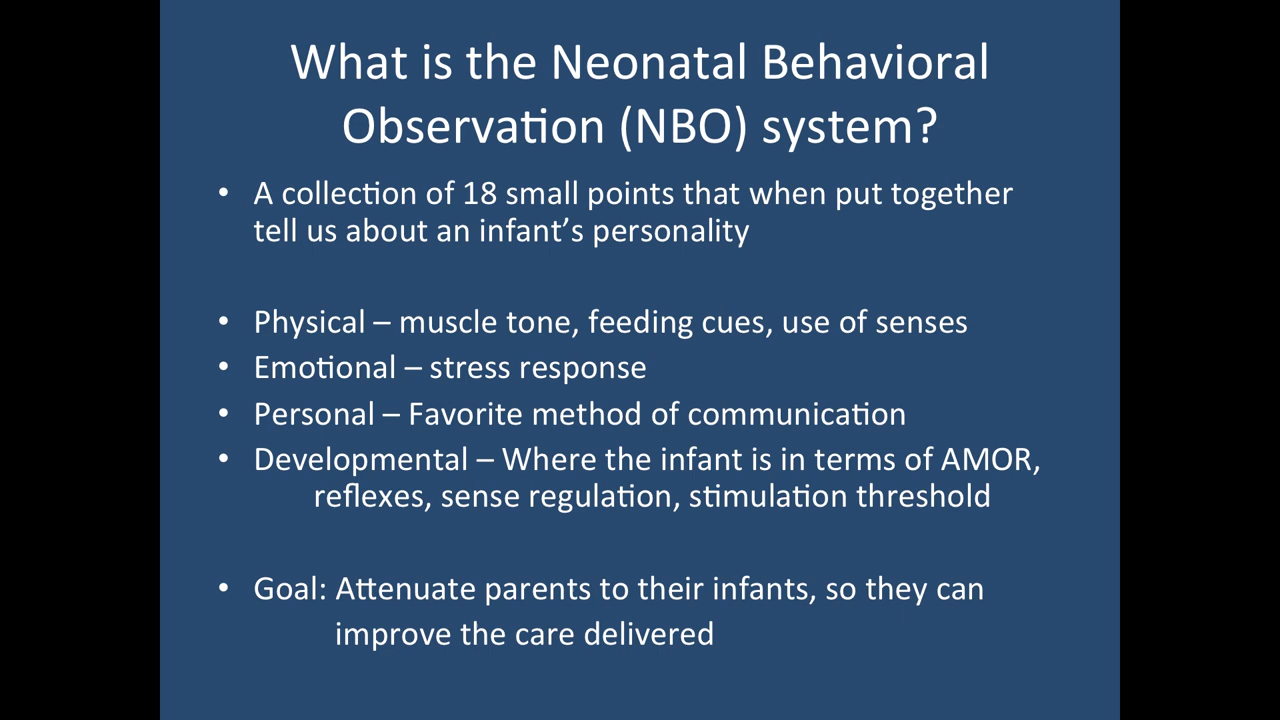 What is the Neonatal Behavioral
Observation (NBO) system?
• A collection of 18 small points that when put together
tell us about an infant’s personality
• Physical – muscle tone, feeding cues, use of senses
• Emotional – stress response
• Personal – Favorite method of communication
• Developmental – Where the infant is in terms of AMOR,
reflexes, sense regulation, stimulation threshold
• Goal: Attenuate parents to their infants, so they can
improve the care delivered